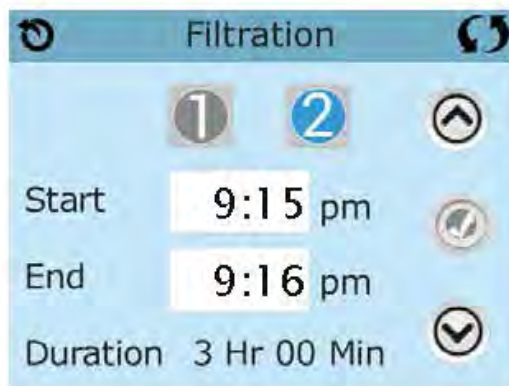 Filtration
1 2
Start 9:15 pm
End 9:16 pm
Duration 3 Hr 00 Min